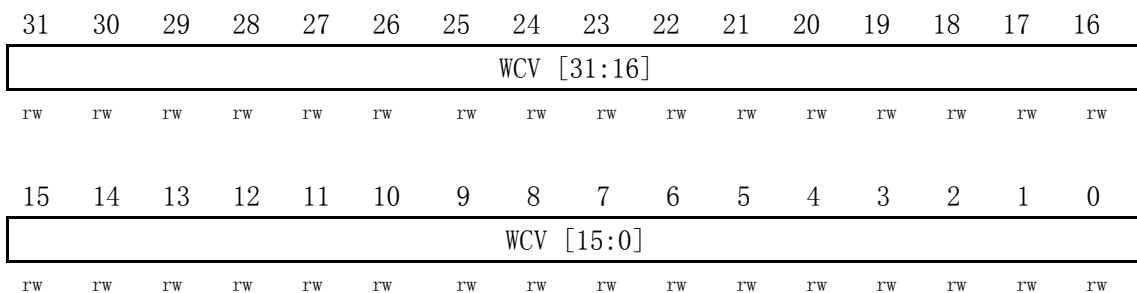 31 30 29 28 27 26 25 24 23 22 21 20 19 18 17 16
WCV [31:16]
rw rw rw rw rw rw rw rw rw rw rw rw rw rw rw rw
15 14 13 12 11 10 9 8 7 6 5 4 3 2 1 0
WCV [15:0]
rw rw rw rw rw rw rw rw rw rw rw rw rw rw rw rw